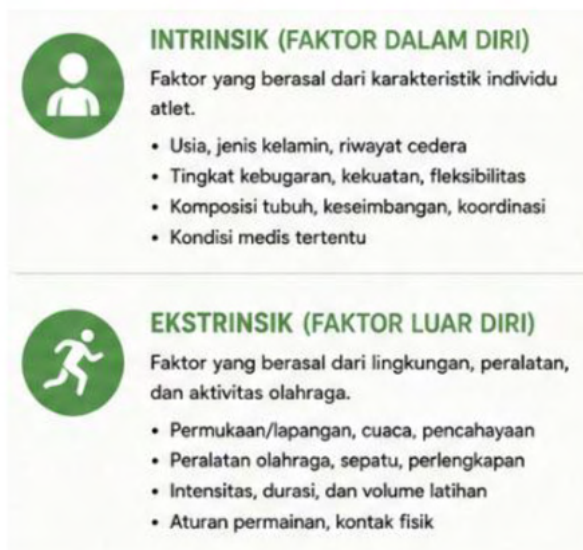 INTRINSIK (FAKTOR DALAM DIRI)
Faktor yang berasal dari karakteristik individu
atlet.
• Usia, jenis kelamin, riwayat cedera
• Tingkat kebugaran, kekuatan, fleksibilitas
• Komposisi tubuh, keseimbangan, koordinasi
• Kondisi medis tertentu
EKSTRINSIK (FAKTOR LUAR DIRI)
Faktor yang berasal dari lingkungan, peralatan,
dan aktivitas olahraga.
• Permukaan/lapangan, cuaca, pencahayaan
• Peralatan olahraga, sepatu, perlengkapan
• Intensitas, durasi, dan volume latihan
• Aturan permainan, kontak fisik